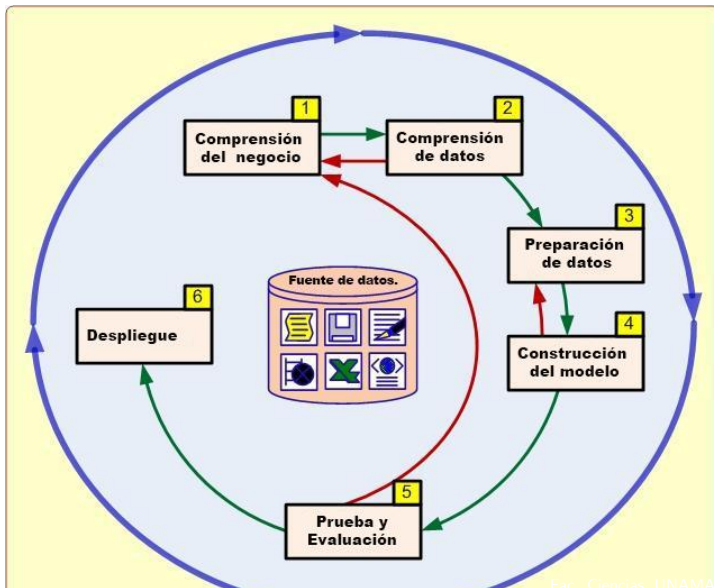 1
Comprensión
del negocio
2
Comprensión
de datos
3
Preparación
de datos
Fuente de datos.
6
Despliegue
4
Construcción
del modelo
5
Prueba y
Evaluación